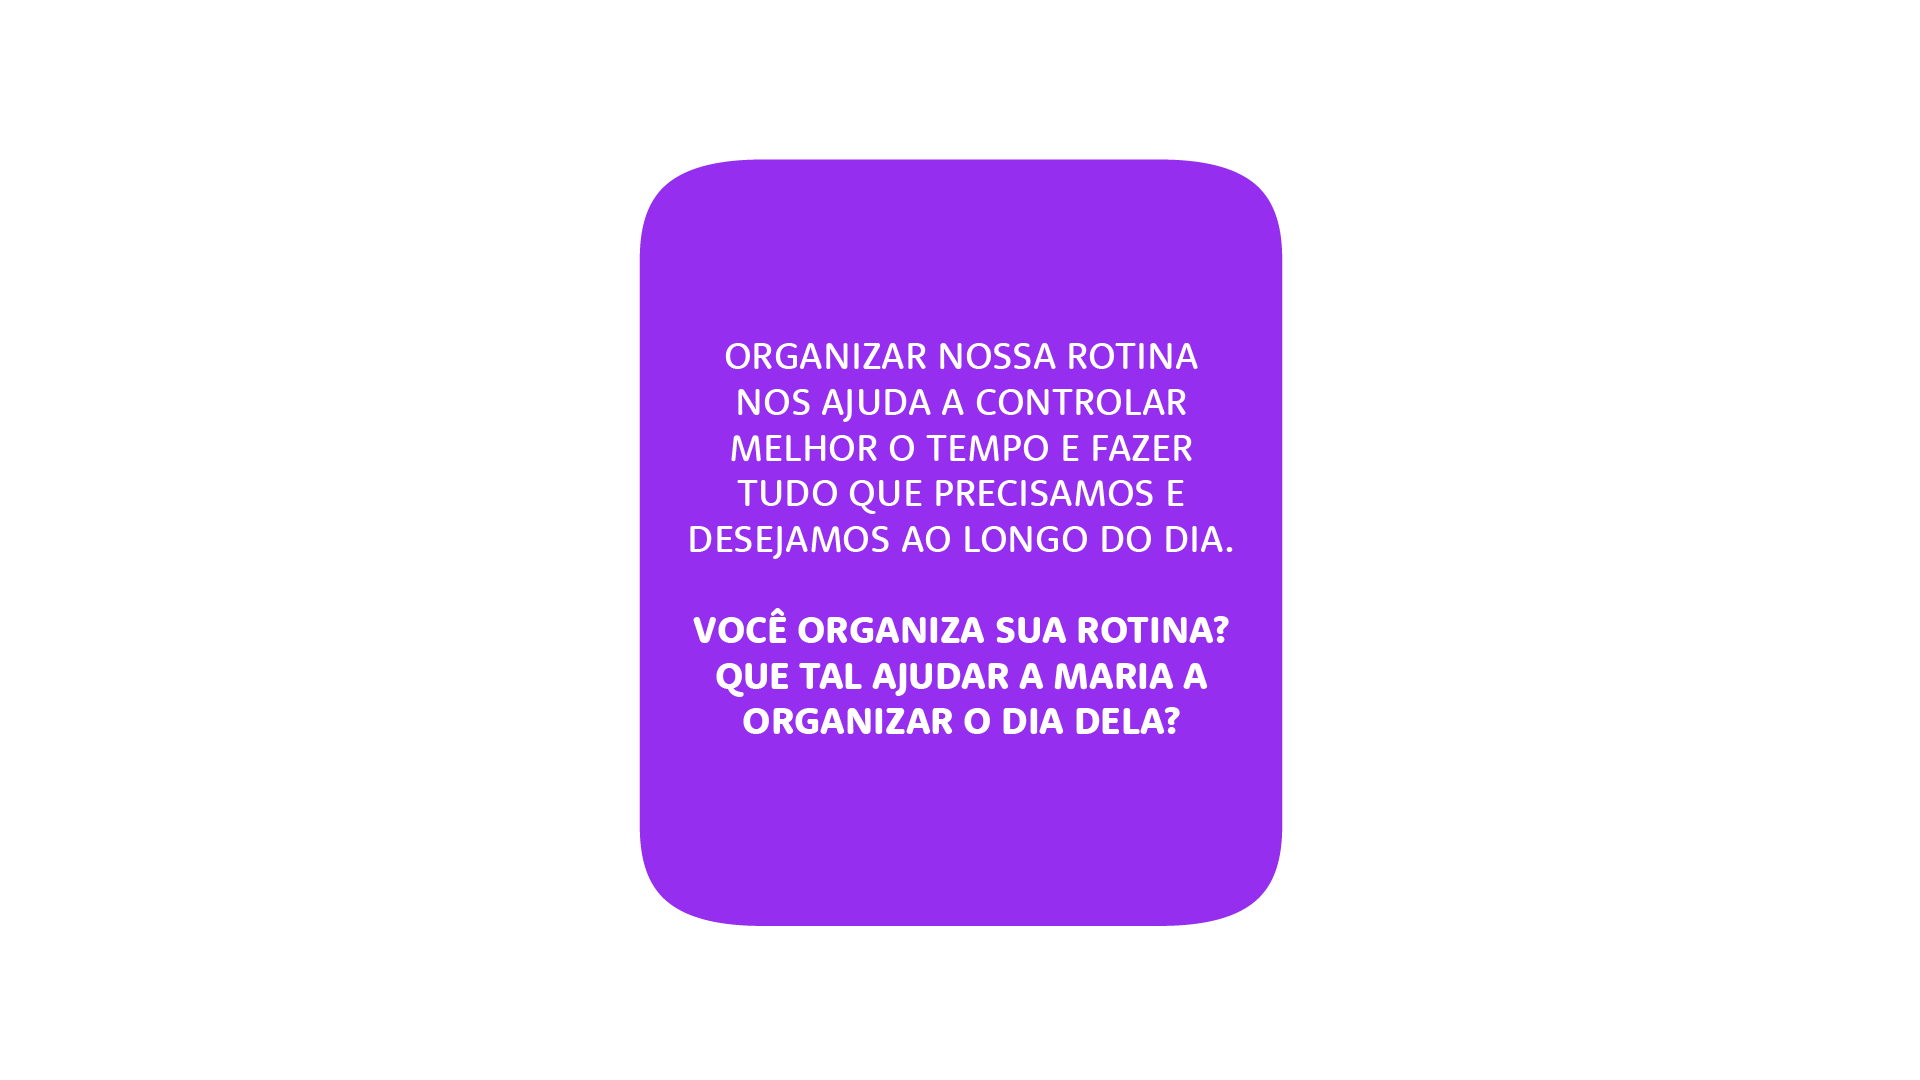 ORGANIZAR NOSSA ROTINA
NOS AJUDA A CONTROLAR
MELHOR O TEMPO E FAZER
TUDO QUE PRECISAMOS E
DESEJAMOS AO LONGO DO DIA.
VOCÊ ORGANIZA SUA ROTINA?
QUE TAL AJUDAR A MARIA A
ORGANIZAR O DIA DELA?